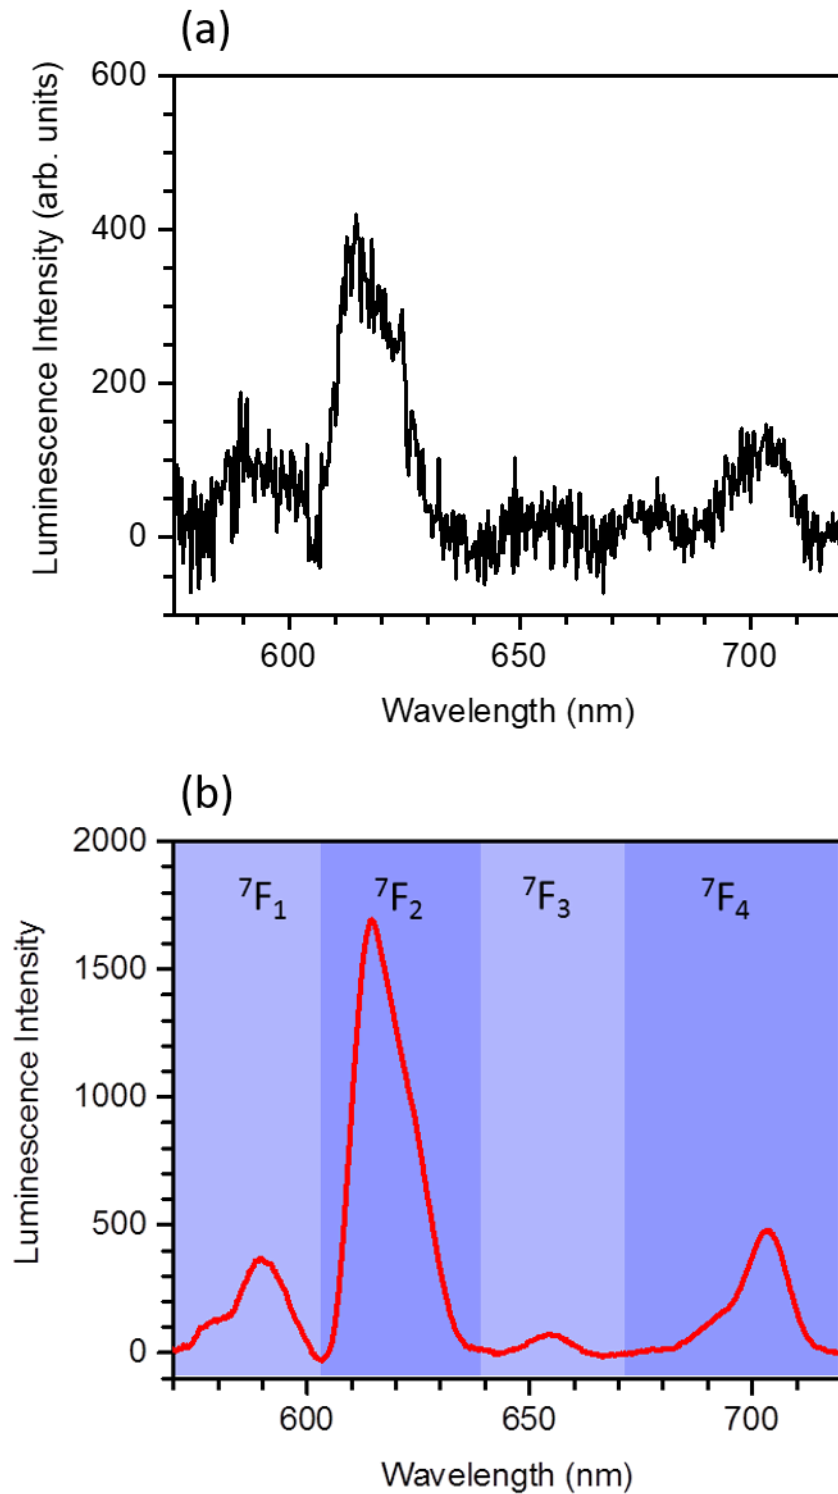 (a)
Luminescence Intensity (arb. units)
600
400
200
0
600 650 700
Wavelength (nm)
(b)
Luminescence Intensity
2000
1500
1000
500
0
⁷F₁ ⁷F₂ ⁷F₃ ⁷F₄
600 650 700
Wavelength (nm)